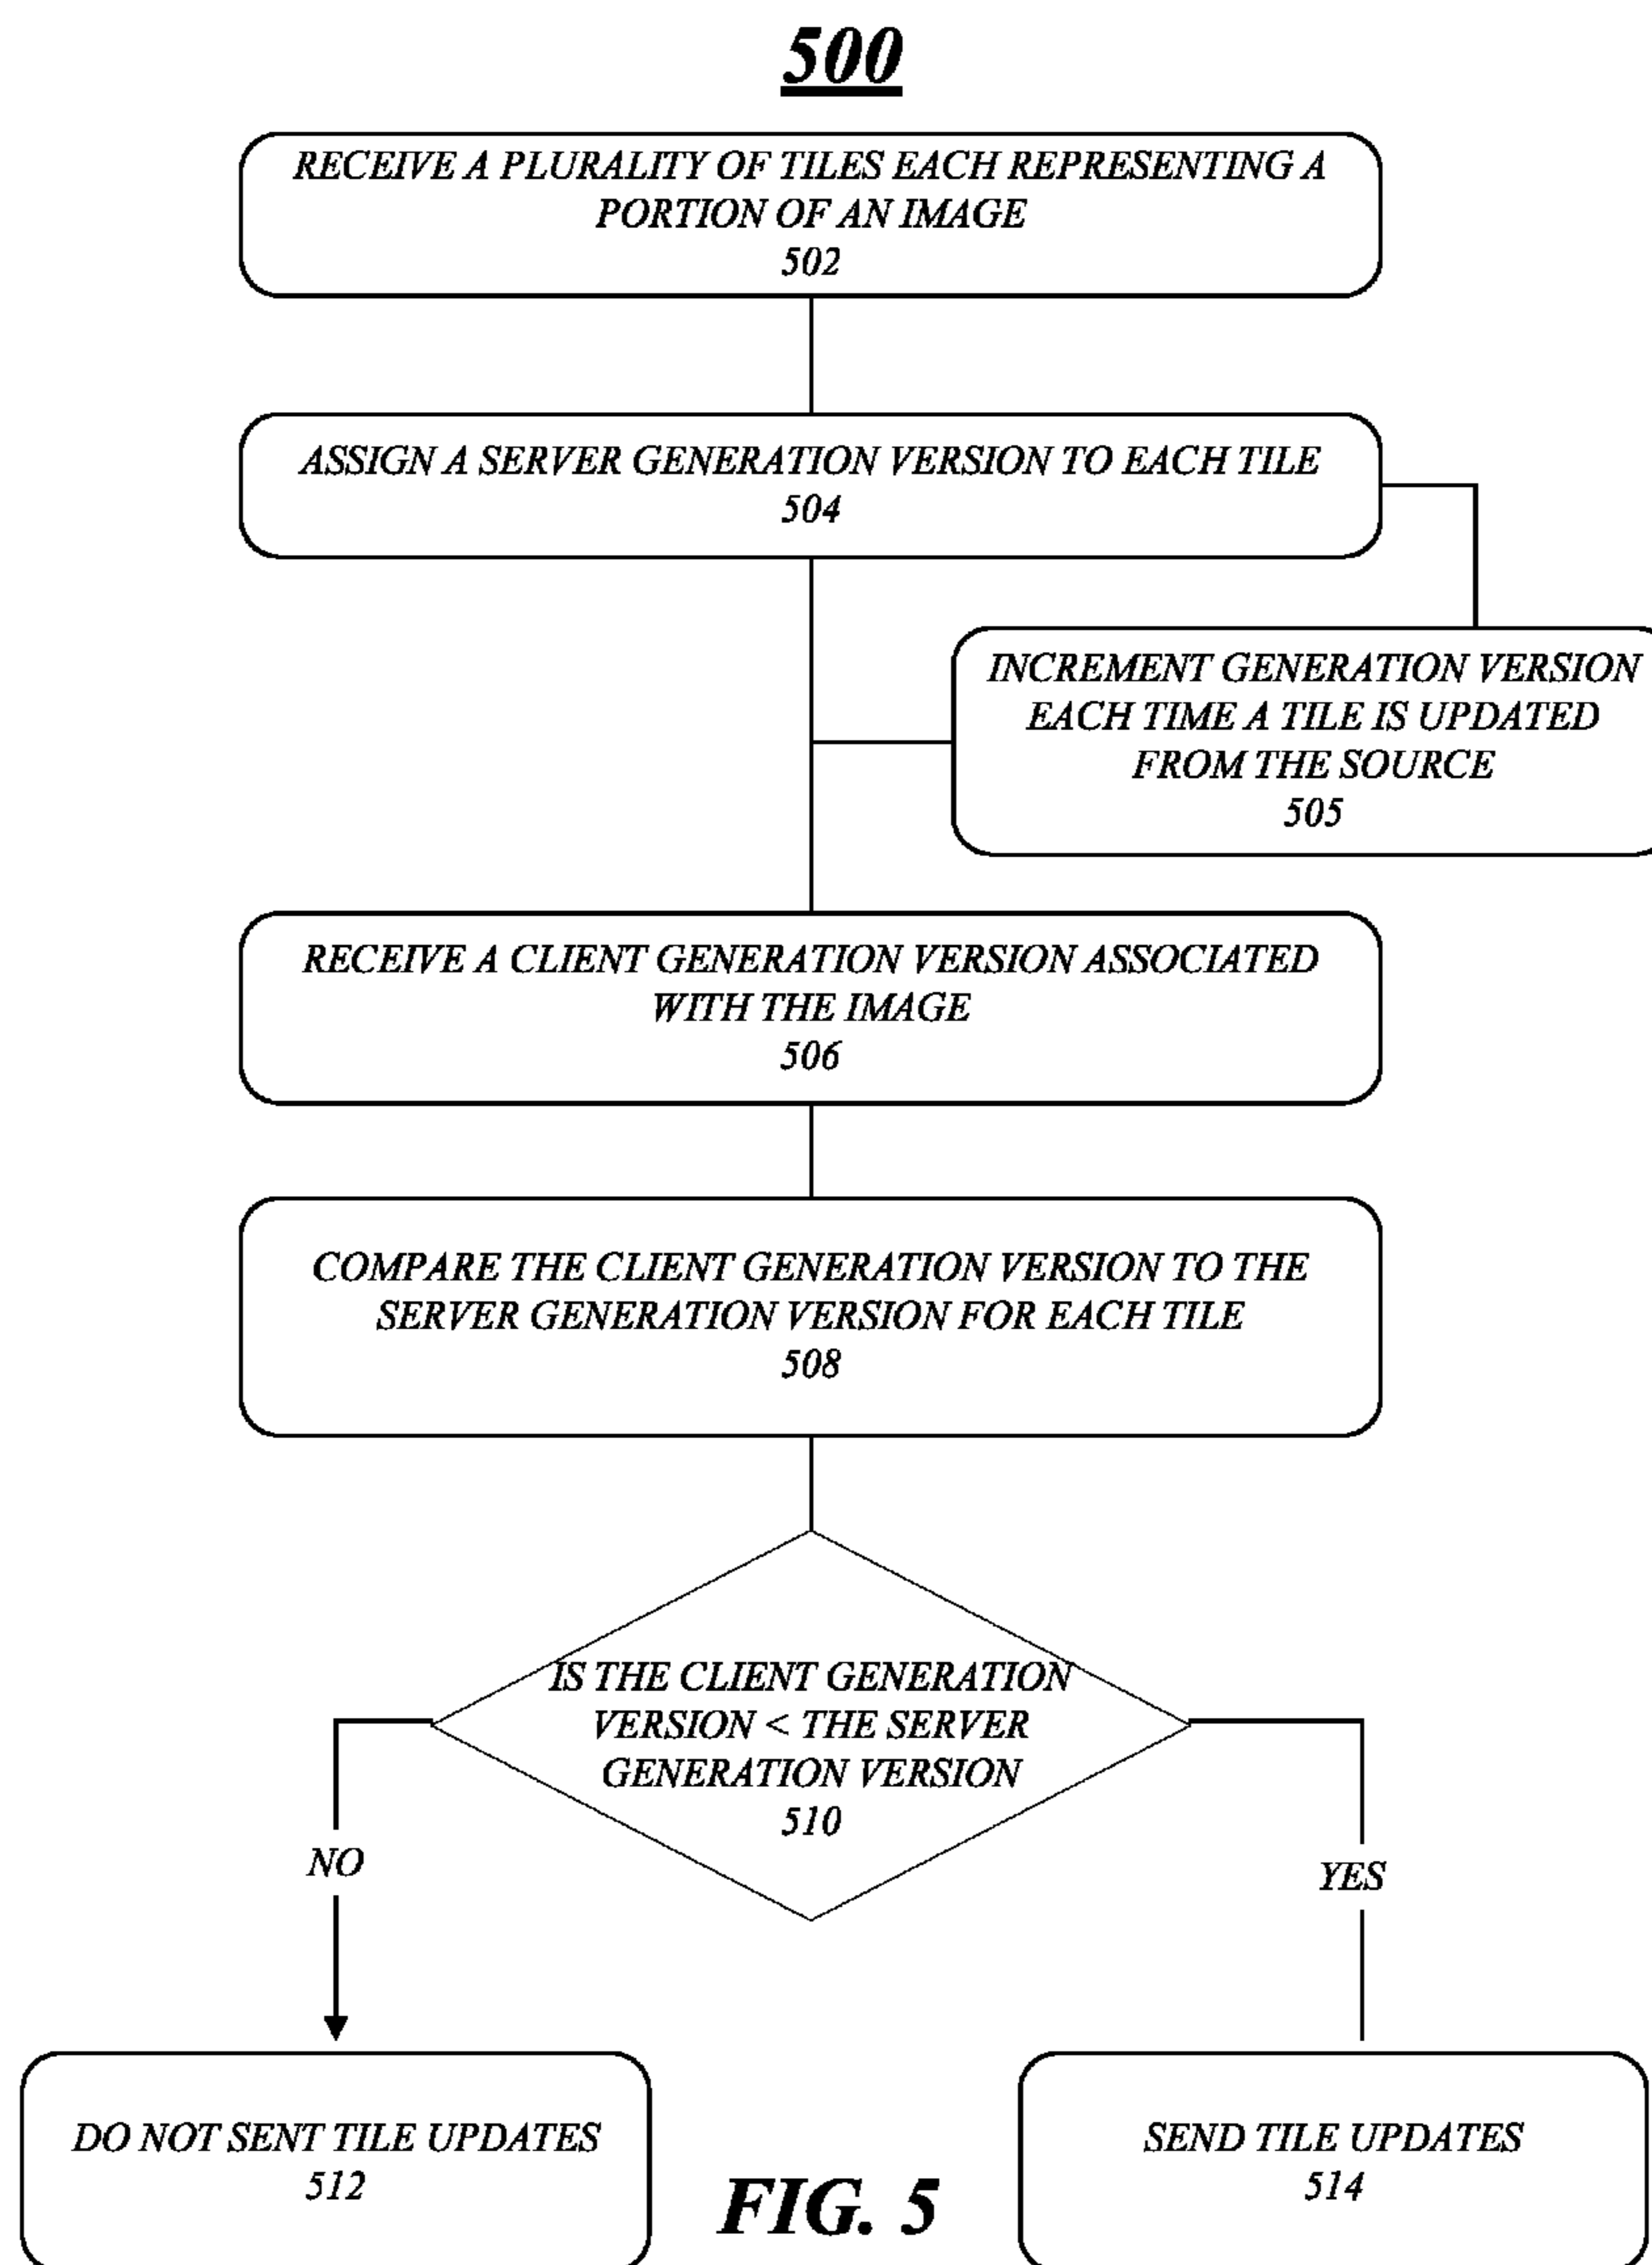 500
RECEIVE A PLURALITY OF TILES EACH REPRESENTING A
PORTION OF AN IMAGE
502
ASSIGN A SERVER GENERATION VERSION TO EACH TILE
504
INCREMENT GENERATION VERSION
EACH TIME A TILE IS UPDATED
FROM THE SOURCE
505
RECEIVE A CLIENT GENERATION VERSION ASSOCIATED
WITH THE IMAGE
506
COMPARE THE CLIENT GENERATION VERSION TO THE
SERVER GENERATION VERSION FOR EACH TILE
508
IS THE CLIENT GENERATION
VERSION < THE SERVER
GENERATION VERSION
510
NO
YES
DO NOT SENT TILE UPDATES
512
SEND TILE UPDATES
514
FIG. 5